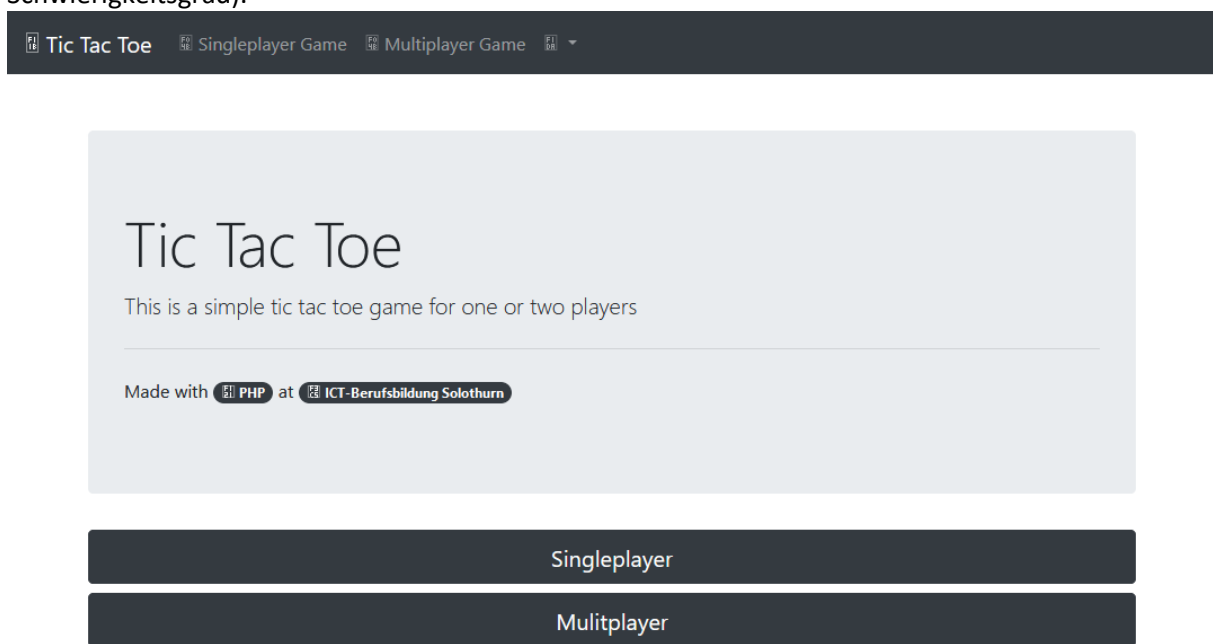 Schwierigkeitsgrad).
Tic Tac Toe Singleplayer Game Multiplayer Game
Tic Tac Toe
This is a simple tic tac toe game for one or two players
Made with PHP at ICT-Berufsbildung Solothurn
Singleplayer
Mulitplayer